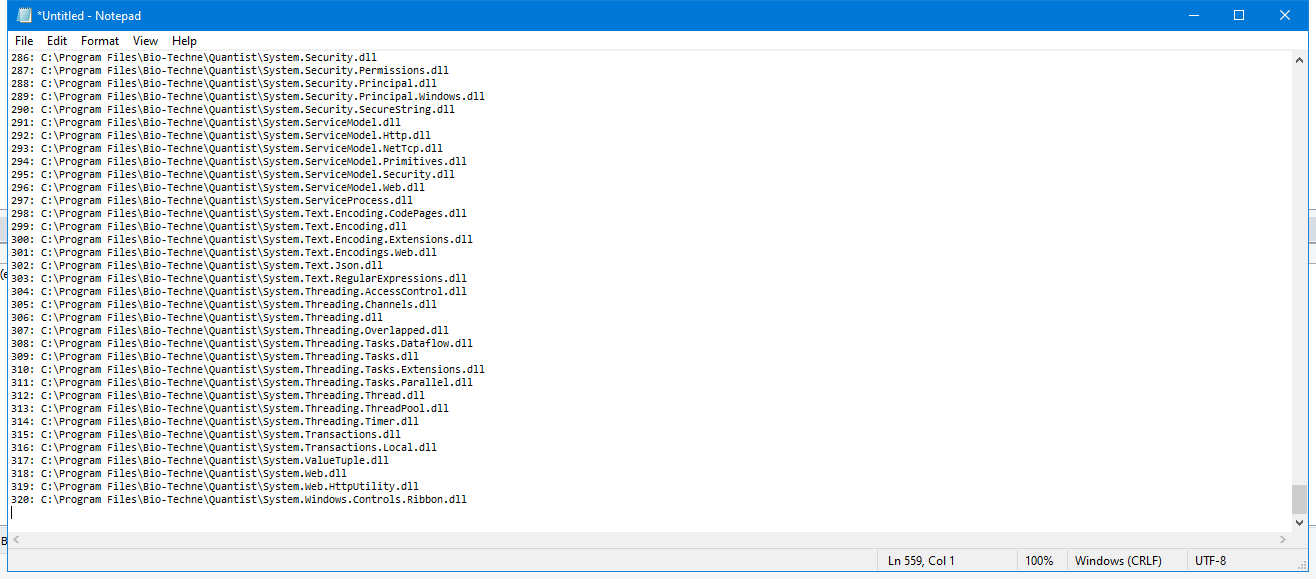 *Untitled - Notepad
File Edit Format View Help
286: C:\Program Files\Bio-Techne\Quantist\System.Security.dll
287: C:\Program Files\Bio-Techne\Quantist\System.Security.Permissions.dll
288: C:\Program Files\Bio-Techne\Quantist\System.Security.Principal.dll
289: C:\Program Files\Bio-Techne\Quantist\System.Security.Principal.Windows.dll
290: C:\Program Files\Bio-Techne\Quantist\System.Security.SecureString.dll
291: C:\Program Files\Bio-Techne\Quantist\System.ServiceModel.dll
292: C:\Program Files\Bio-Techne\Quantist\System.ServiceModel.Http.dll
293: C:\Program Files\Bio-Techne\Quantist\System.ServiceModel.NetTcp.dll
294: C:\Program Files\Bio-Techne\Quantist\System.ServiceModel.Primitives.dll
295: C:\Program Files\Bio-Techne\Quantist\System.ServiceModel.Security.dll
296: C:\Program Files\Bio-Techne\Quantist\System.ServiceModel.Web.dll
297: C:\Program Files\Bio-Techne\Quantist\System.ServiceProcess.dll
298: C:\Program Files\Bio-Techne\Quantist\System.Text.Encoding.CodePages.dll
299: C:\Program Files\Bio-Techne\Quantist\System.Text.Encoding.dll
300: C:\Program Files\Bio-Techne\Quantist\System.Text.Encoding.Extensions.dll
301: C:\Program Files\Bio-Techne\Quantist\System.Text.Encodings.Web.dll
302: C:\Program Files\Bio-Techne\Quantist\System.Text.Json.dll
303: C:\Program Files\Bio-Techne\Quantist\System.Text.RegularExpressions.dll
304: C:\Program Files\Bio-Techne\Quantist\System.Threading.AccessControl.dll
305: C:\Program Files\Bio-Techne\Quantist\System.Threading.Channels.dll
306: C:\Program Files\Bio-Techne\Quantist\System.Threading.dll
307: C:\Program Files\Bio-Techne\Quantist\System.Threading.Overlapped.dll
308: C:\Program Files\Bio-Techne\Quantist\System.Threading.Tasks.Dataflow.dll
309: C:\Program Files\Bio-Techne\Quantist\System.Threading.Tasks.dll
310: C:\Program Files\Bio-Techne\Quantist\System.Threading.Tasks.Extensions.dll
311: C:\Program Files\Bio-Techne\Quantist\System.Threading.Tasks.Parallel.dll
312: C:\Program Files\Bio-Techne\Quantist\System.Threading.Thread.dll
313: C:\Program Files\Bio-Techne\Quantist\System.Threading.ThreadPool.dll
314: C:\Program Files\Bio-Techne\Quantist\System.Threading.Timer.dll
315: C:\Program Files\Bio-Techne\Quantist\System.Transactions.dll
316: C:\Program Files\Bio-Techne\Quantist\System.Transactions.Local.dll
317: C:\Program Files\Bio-Techne\Quantist\System.ValueTuple.dll
318: C:\Program Files\Bio-Techne\Quantist\System.Web.dll
319: C:\Program Files\Bio-Techne\Quantist\System.Web.HttpUtility.dll
320: C:\Program Files\Bio-Techne\Quantist\System.Windows.Controls.Ribbon.dll
Ln 559, Col 1 100% Windows (CRLF) UTF-8